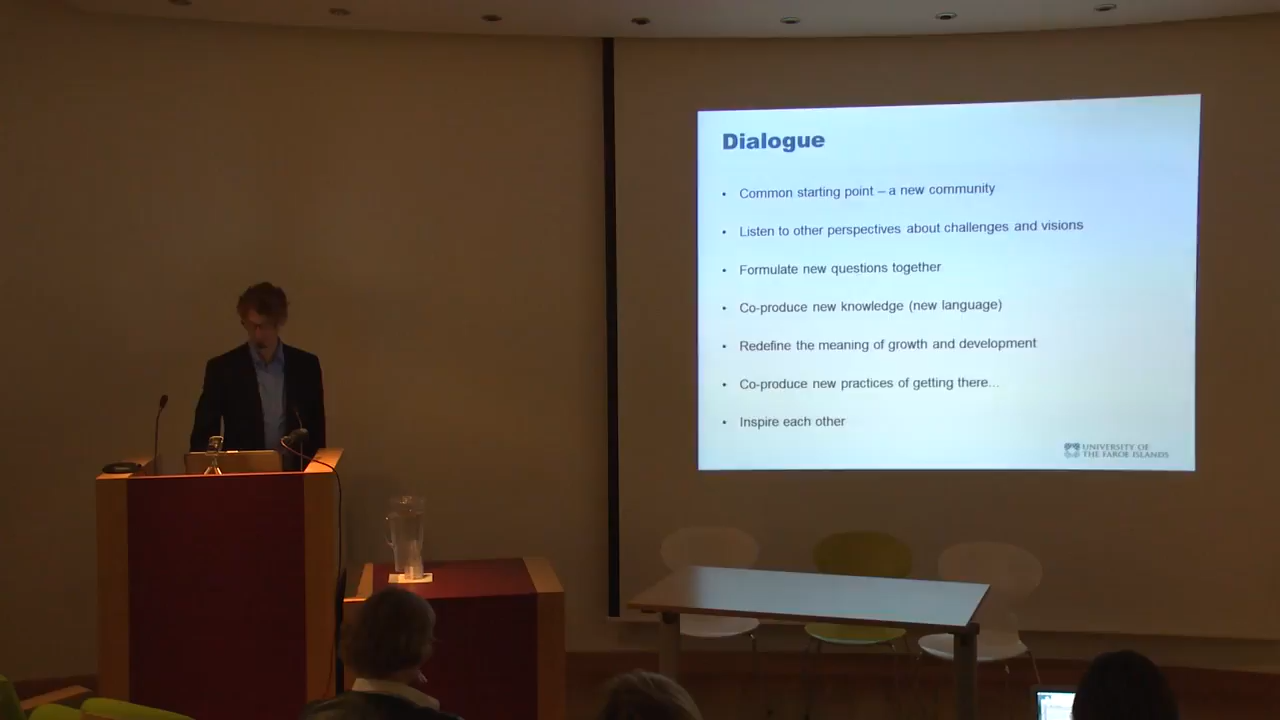 Dialogue
• Common starting point – a new community
• Listen to other perspectives about challenges and visions
• Formulate new questions together
• Co-produce new knowledge (new language)
• Redefine the meaning of growth and development
• Co-produce new practices of getting there...
• Inspire each other
UNIVERSITY OF
THE FAROE ISLANDS